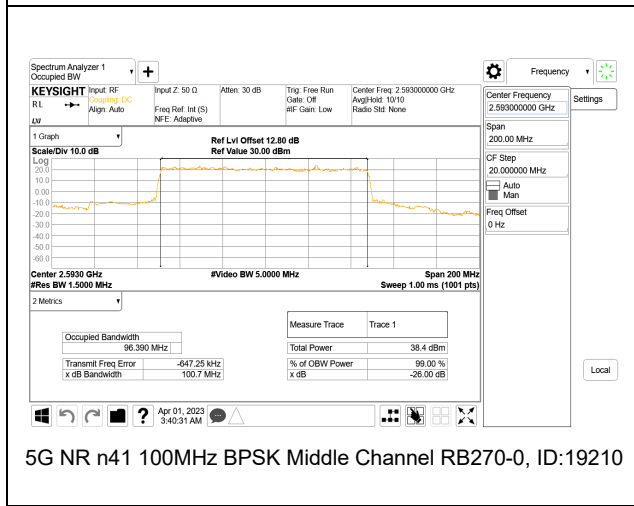 Spectrum Analyzer 1
Occupied BW
Frequency
KEYSIGHT
RL
Input: RF
Coupling: DC
Align: Auto
Input Z: 50 Ω
Freq Ref: Int (S)
NFE: Adaptive
Atten: 30 dB
Trig: Free Run
Gate: Off
#IF Gain: Low
Center Freq: 2.593000000 GHz
Avg|Hold: 10/10
Radio Std: None
LXI
1 Graph
Scale/Div 10.0 dB
Ref Lvl Offset 12.80 dB
Ref Value 30.00 dBm
Log
20.0
10.0
0.00
-10.0
-20.0
-30.0
-40.0
-50.0
-60.0
Center 2.5930 GHz
#Res BW 1.5000 MHz
#Video BW 5.0000 MHz
Span 200 MHz
Sweep 1.00 ms (1001 pts)
2 Metrics
Measure Trace Trace 1
Occupied Bandwidth
96.390 MHz
Total Power 38.4 dBm
Transmit Freq Error -647.25 kHz
% of OBW Power 99.00 %
x dB Bandwidth 100.7 MHz
x dB -26.00 dB
Center Frequency
2.593000000 GHz
Settings
Span
200.00 MHz
CF Step
20.000000 MHz
Auto
Man
Freq Offset
0 Hz
Local
?
Apr 01, 2023
3:40:31 AM
5G NR n41 100MHz BPSK Middle Channel RB270-0, ID:19210